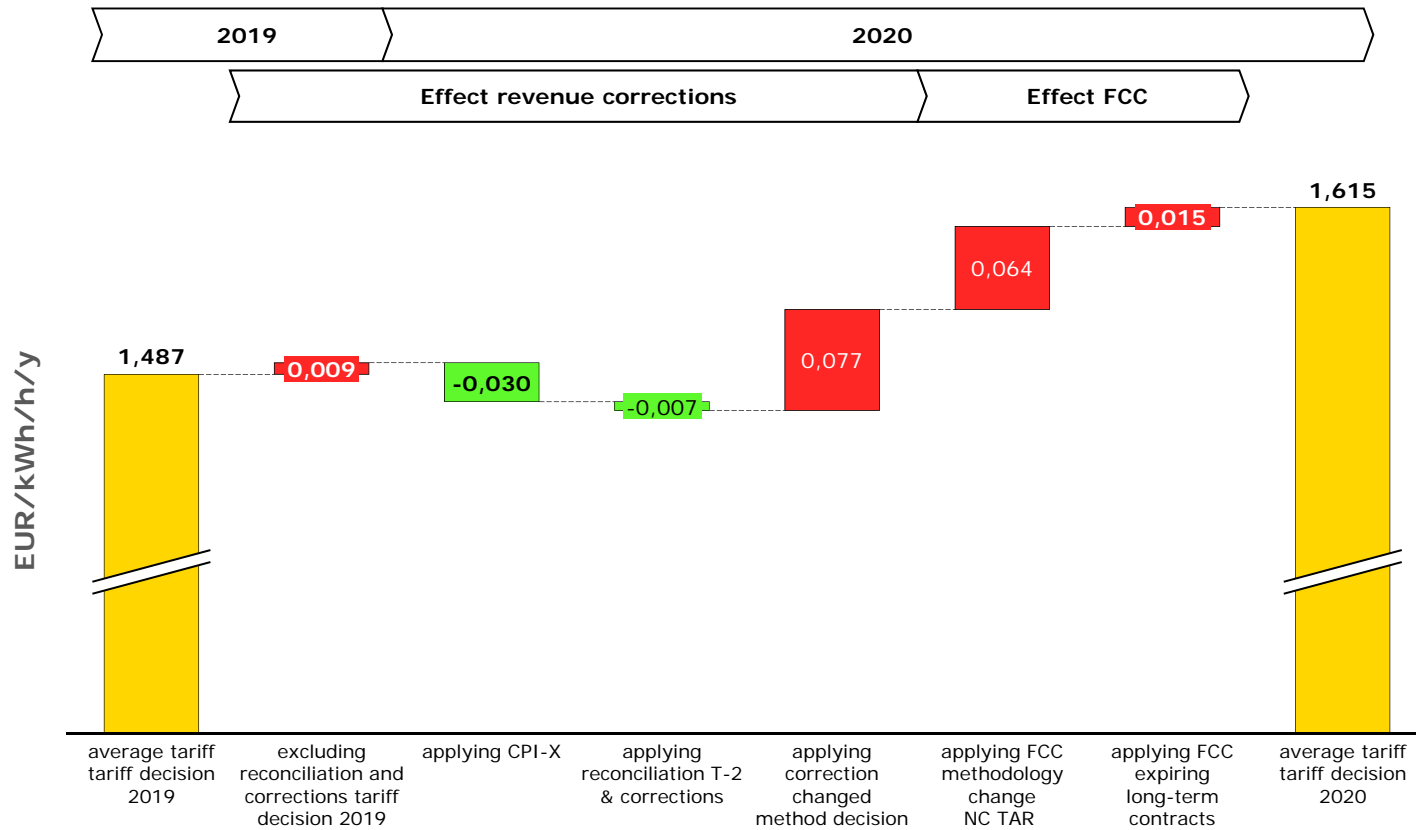 2019
2020
Effect revenue corrections
Effect FCC
EUR/kWh/h/y
1,487
0,009
-0,030
-0,007
0,077
0,064
0,015
1,615
average tariff
tariff decision
2019
excluding
reconciliation and
corrections tariff
decision 2019
applying CPI-X
applying
reconciliation T-2
& corrections
applying
correction
changed
method decision
applying FCC
methodology
change
NC TAR
applying FCC
expiring
long-term
contracts
average tariff
tariff decision
2020